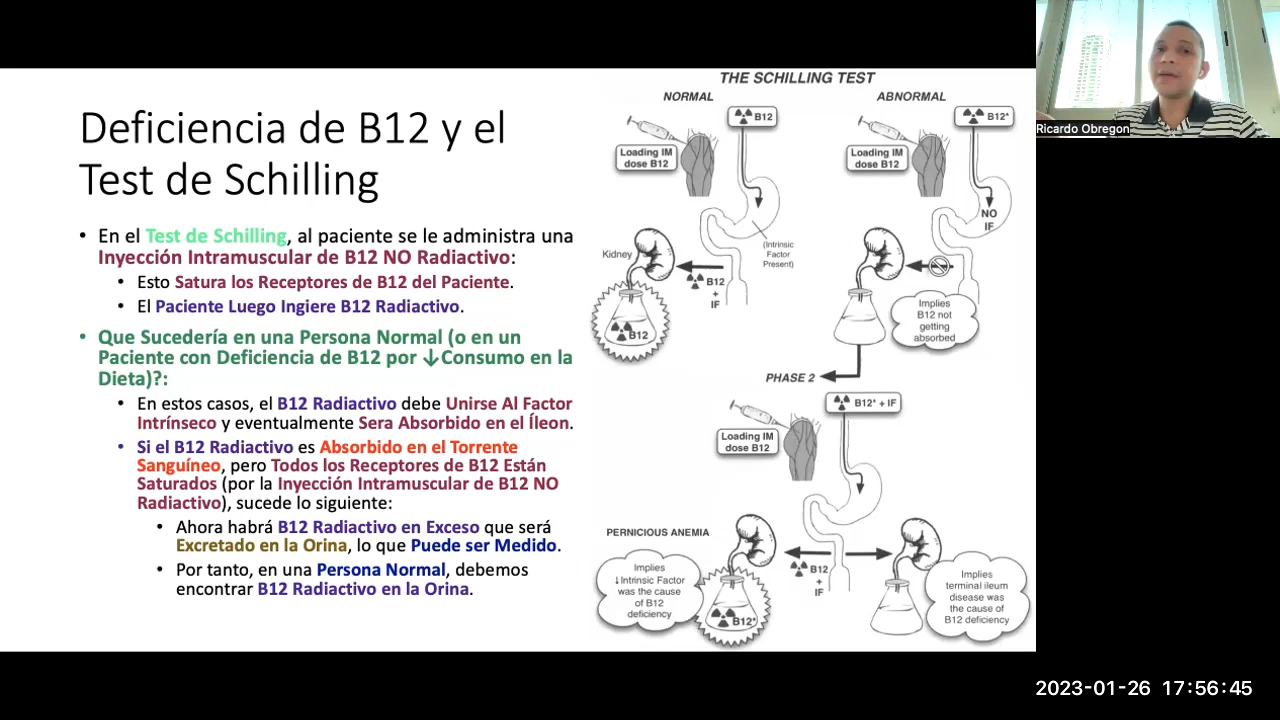 Deficiencia de B12 y el
Test de Schilling
• En el Test de Schilling, al paciente se le administra una
Inyección Intramuscular de B12 NO Radiactivo:
• Esto Satura los Receptores de B12 del Paciente.
• El Paciente Luego Ingiere B12 Radiactivo.
• Que Sucedería en una Persona Normal (o en un
Paciente con Deficiencia de B12 por ↓Consumo en la
Dieta)?:
• En estos casos, el B12 Radiactivo debe Unirse Al Factor
Intrínseco y eventualmente Sera Absorbido en el Íleon.
• Si el B12 Radiactivo es Absorbido en el Torrente
Sanguíneo, pero Todos los Receptores de B12 Están
Saturados (por la Inyección Intramuscular de B12 NO
Radiactivo), sucede lo siguiente:
• Ahora habrá B12 Radiactivo en Exceso que será
Excretado en la Orina, lo que Puede ser Medido.
• Por tanto, en una Persona Normal, debemos
encontrar B12 Radiactivo en la Orina.
THE SCHILLING TEST
NORMAL
B12
Loading IM
dose B12
(Intrinsic
Factor
Present)
Kidney
B12
+
IF
B12
ABNORMAL
B12*
Loading IM
dose B12
NO
IF
Implies
B12 not
getting
absorbed
PHASE 2
B12* + IF
Loading IM
dose B12
PERNICIOUS ANEMIA
B12
+
IF
Implies
↓Intrinsic Factor
was the cause
of B12
deficiency
B12*
Implies
terminal ileum
disease was
the cause of
B12 deficiency
Ricardo Obregon
2023-01-26 17:56:45